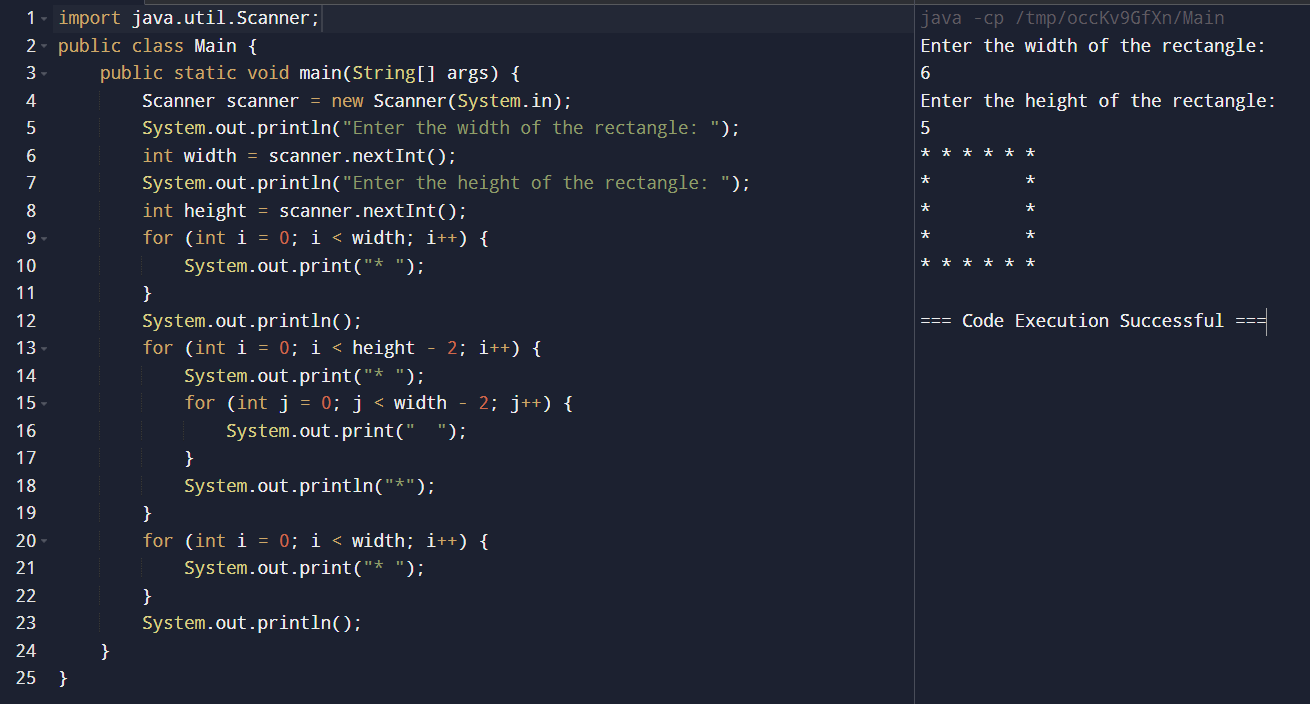 1 import java.util.Scanner;
2 public class Main {
3     public static void main(String[] args) {
4         Scanner scanner = new Scanner(System.in);
5         System.out.println("Enter the width of the rectangle: ");
6         int width = scanner.nextInt();
7         System.out.println("Enter the height of the rectangle: ");
8         int height = scanner.nextInt();
9         for (int i = 0; i < width; i++) {
10             System.out.print("* ");
11         }
12         System.out.println();
13         for (int i = 0; i < height - 2; i++) {
14             System.out.print("* ");
15             for (int j = 0; j < width - 2; j++) {
16                 System.out.print("  ");
17             }
18             System.out.println("*");
19         }
20         for (int i = 0; i < width; i++) {
21             System.out.print("* ");
22         }
23         System.out.println();
24     }
25 }
java -cp /tmp/occKv9GfXn/Main
Enter the width of the rectangle:
6
Enter the height of the rectangle:
5
* * * * * *
*         *
*         *
*         *
* * * * * *
=== Code Execution Successful ===